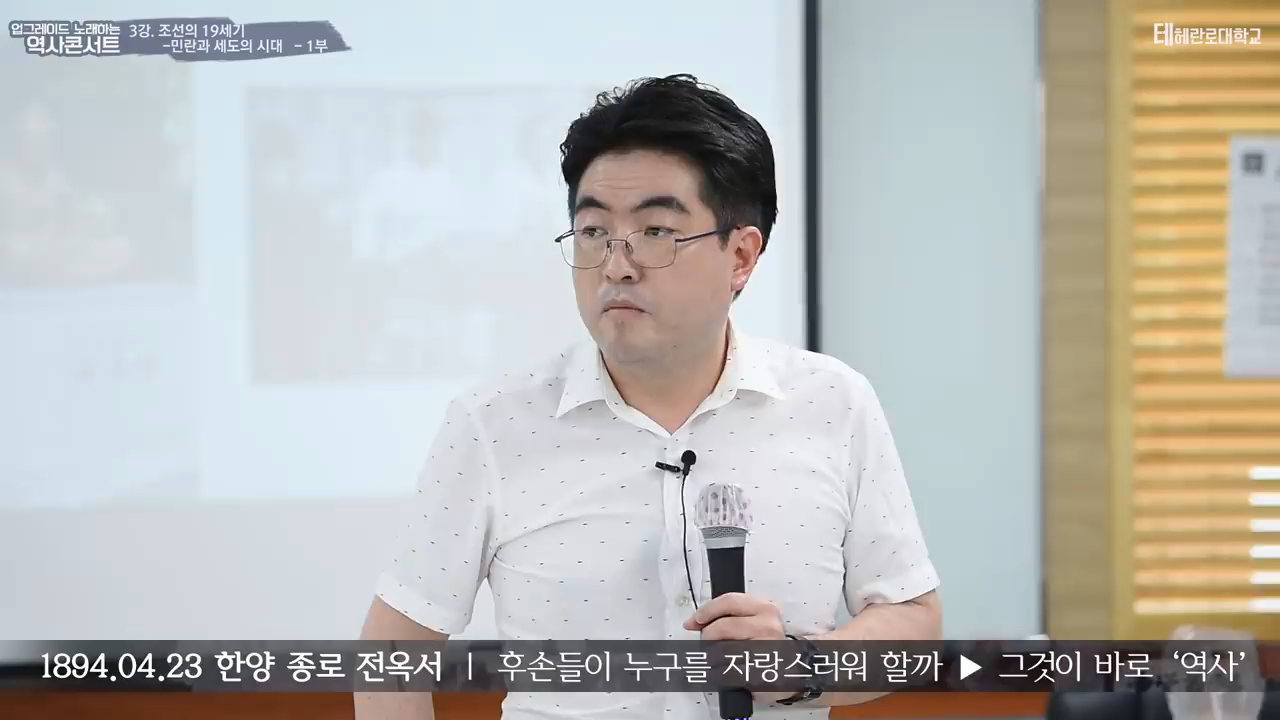 업그레이드 노래하는
역사콘서트
3강. 조선의 19세기
-민란과 세도의 시대 - 1부
테헤란로대학교
1894.04.23 한양 종로 전옥서 | 후손들이 누구를 자랑스러워 할까 ▶ 그것이 바로 ‘역사’